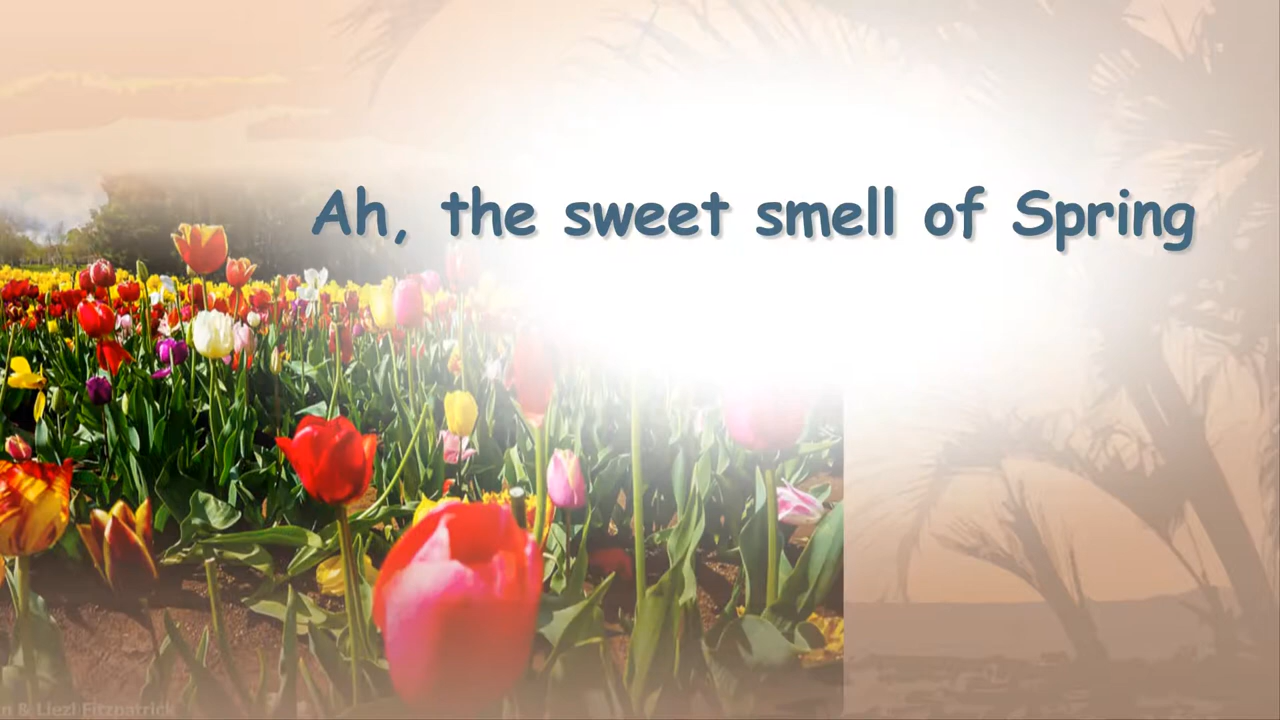 Ah, the sweet smell of Spring
n & Liezl Fitzpatrick